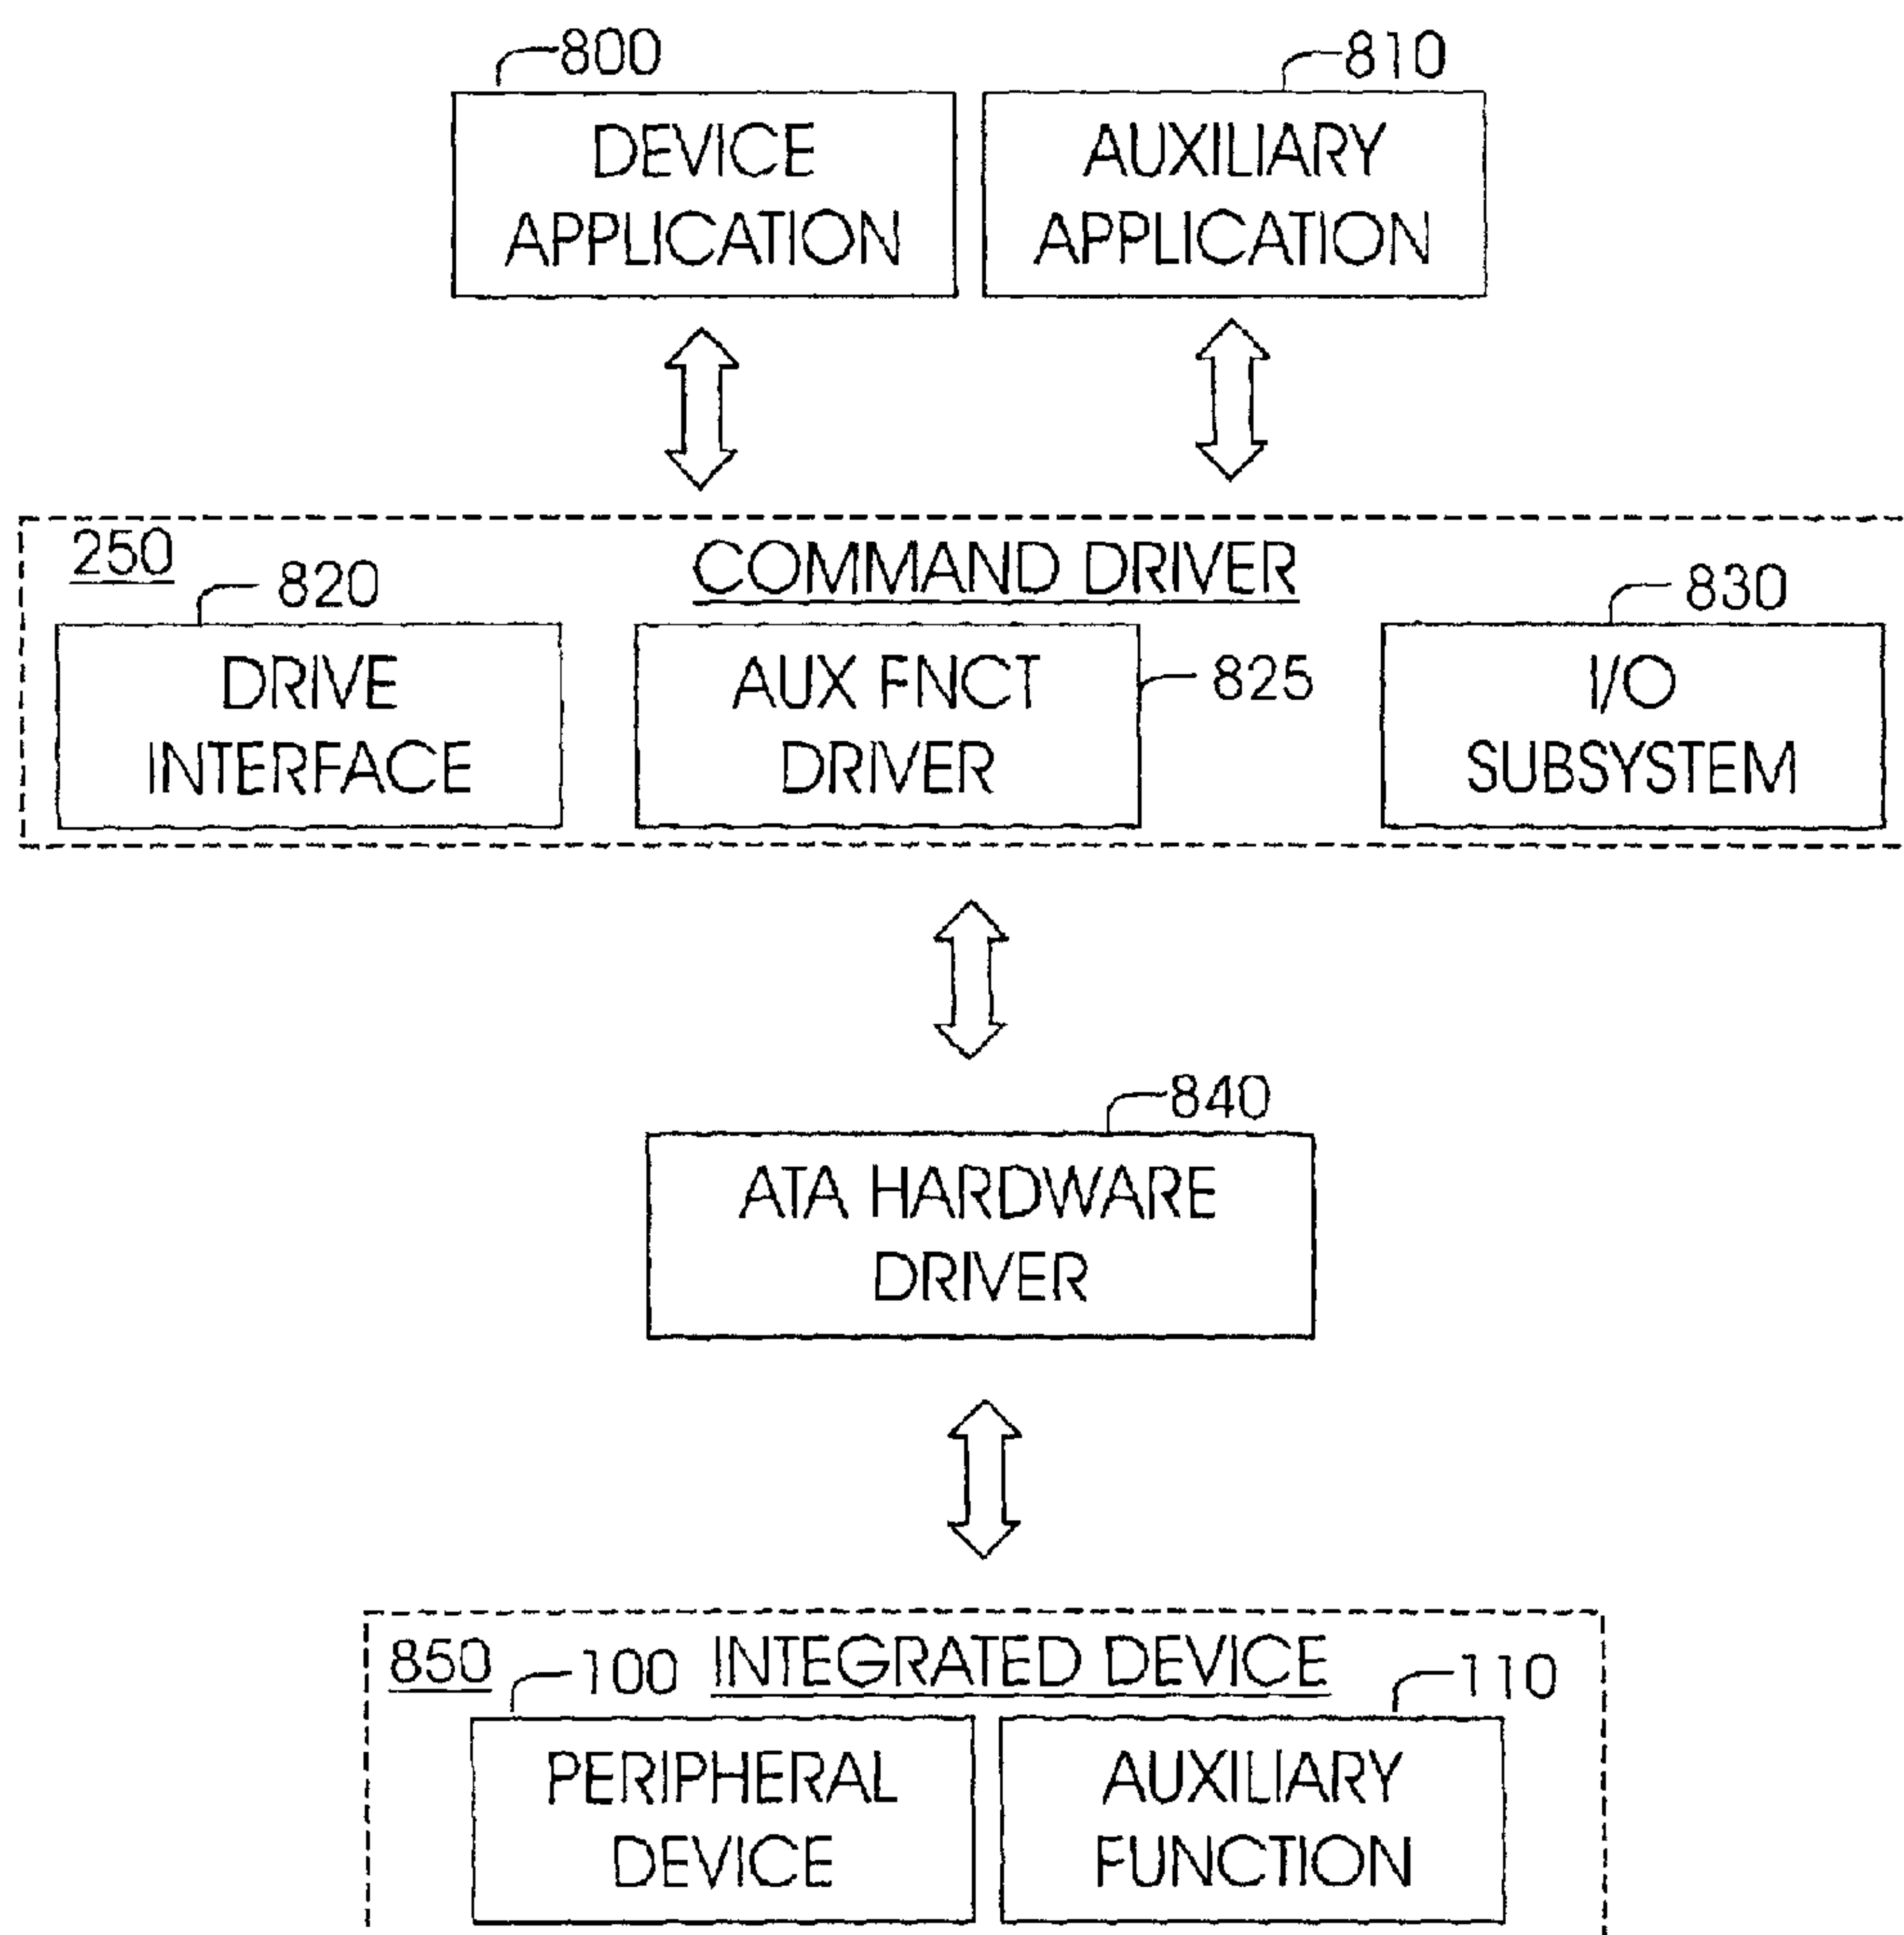 800
810
DEVICE
APPLICATION
AUXILIARY
APPLICATION
250
COMMAND DRIVER
820
830
DRIVE
INTERFACE
AUX FNCT
DRIVER
825
I/O
SUBSYSTEM
840
ATA HARDWARE
DRIVER
850
100
INTEGRATED DEVICE
110
PERIPHERAL
DEVICE
AUXILIARY
FUNCTION